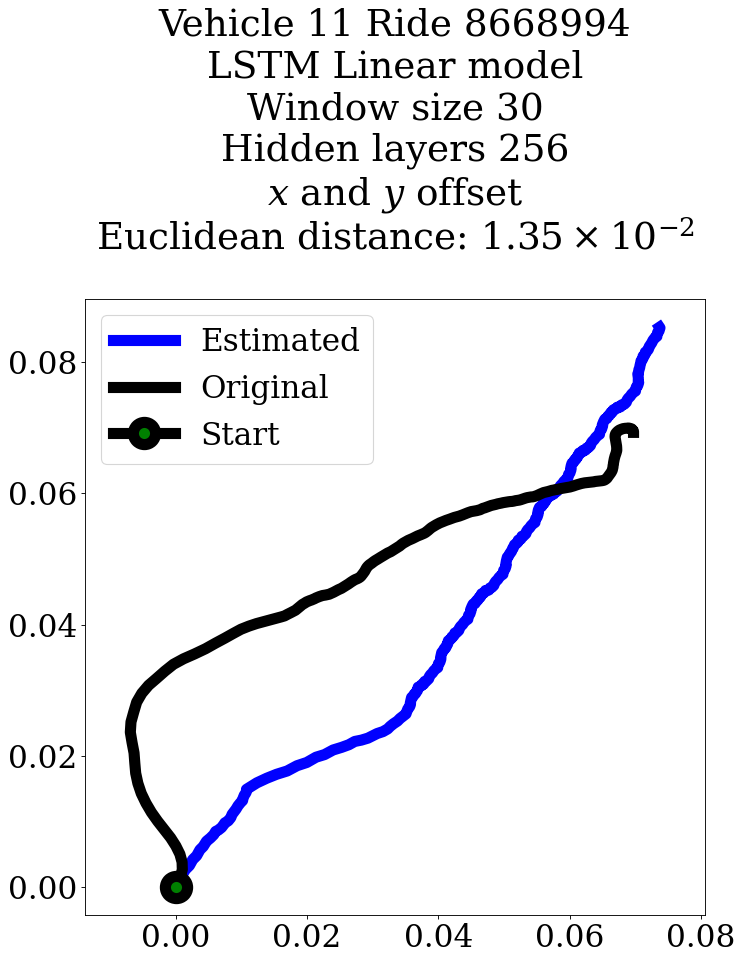 Vehicle 11 Ride 8668994
LSTM Linear model
Window size 30
Hidden layers 256
x and y offset
Euclidean distance: 1.35 × 10⁻²
Estimated
Original
Start
0.08
0.06
0.04
0.02
0.00
0.00 0.02 0.04 0.06 0.08